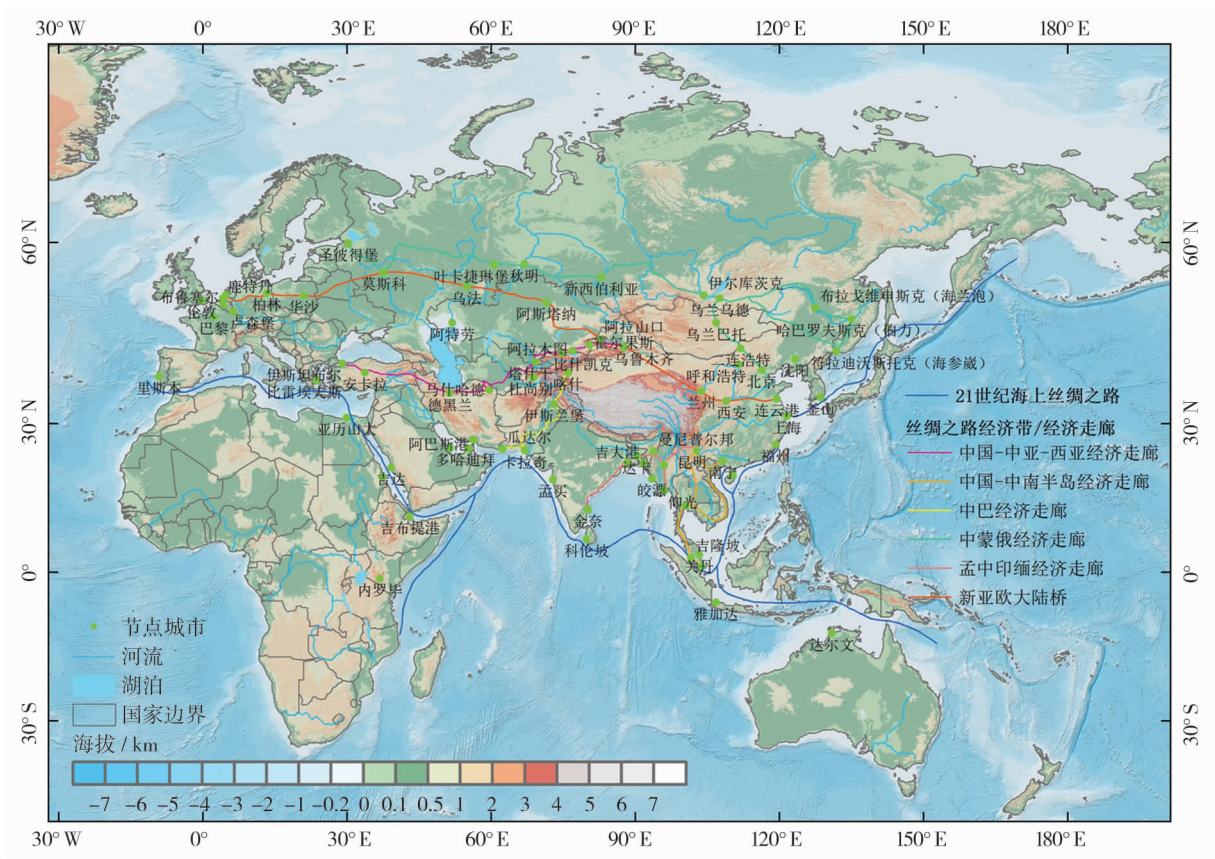 30° W 0° 30° E 60° E 90° E 120° E 150° E 180° E
60° N
30° N
0°
30° S
60° N
30° N
0°
30° S
圣彼得堡
鹿特丹
布鲁塞尔
伦敦
柏林
华沙
巴黎
卢森堡
莫斯科
叶卡捷琳堡
秋明
乌法
新西伯利亚
伊尔库茨克
布拉戈维申斯克（海兰泡）
阿斯塔纳
乌兰乌德
阿特劳
阿拉山口
乌兰巴托
哈巴罗夫斯克（伯力）
阿拉木图
霍尔果斯
比什凯克
乌鲁木齐
二连浩特
沈阳
符拉迪沃斯托克（海参崴）
里斯本
伊斯坦布尔
安卡拉
比雷埃夫斯
马什哈德
塔什干
杜尚别
喀什
呼和浩特
北京
德黑兰
兰州
西安
连云港
釜山
伊斯兰堡
上海
亚历山大
阿巴斯港
瓜达尔
多哈
迪拜
卡拉奇
吉大港
曼尼普尔邦
达卡
昆明
南宁
福州
吉达
孟买
皎漂
仰光
吉布提港
金奈
科伦坡
吉隆坡
关丹
内罗毕
雅加达
达尔文
21世纪海上丝绸之路
丝绸之路经济带/经济走廊
中国-中亚-西亚经济走廊
中国-中南半岛经济走廊
中巴经济走廊
中蒙俄经济走廊
孟中印缅经济走廊
新亚欧大陆桥
节点城市
河流
湖泊
国家边界
海拔 / km
−7 −6 −5 −4 −3 −2 −1 −0.2 0 0.1 0.5 1 2 3 4 5 6 7
30° W 0° 30° E 60° E 90° E 120° E 150° E 180° E